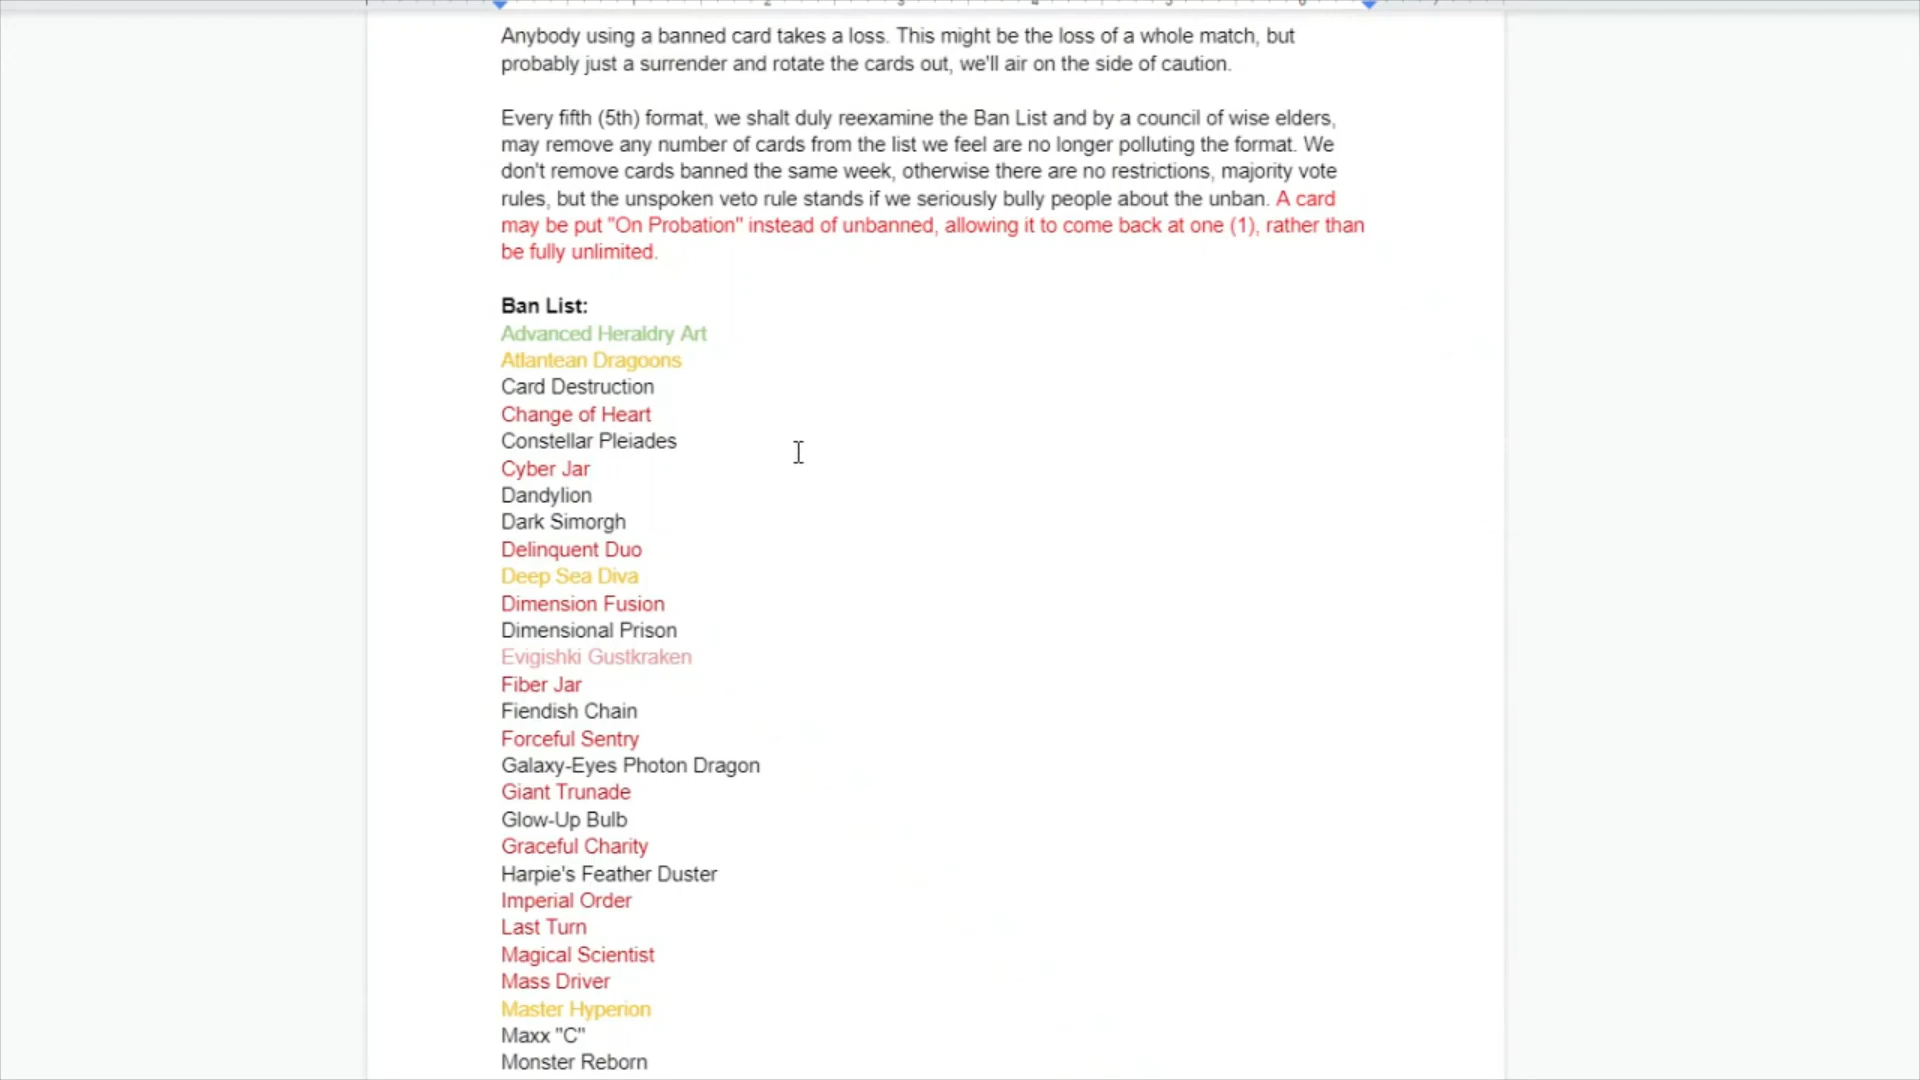 Anybody using a banned card takes a loss. This might be the loss of a whole match, but
probably just a surrender and rotate the cards out, we'll air on the side of caution.
Every fifth (5th) format, we shalt duly reexamine the Ban List and by a council of wise elders,
may remove any number of cards from the list we feel are no longer polluting the format. We
don't remove cards banned the same week, otherwise there are no restrictions, majority vote
rules, but the unspoken veto rule stands if we seriously bully people about the unban. A card
may be put "On Probation" instead of unbanned, allowing it to come back at one (1), rather than
be fully unlimited.
Ban List:
Advanced Heraldry Art
Atlantean Dragoons
Card Destruction
Change of Heart
Constellar Pleiades
Cyber Jar
Dandylion
Dark Simorgh
Delinquent Duo
Deep Sea Diva
Dimension Fusion
Dimensional Prison
Evigishki Gustkraken
Fiber Jar
Fiendish Chain
Forceful Sentry
Galaxy-Eyes Photon Dragon
Giant Trunade
Glow-Up Bulb
Graceful Charity
Harpie's Feather Duster
Imperial Order
Last Turn
Magical Scientist
Mass Driver
Master Hyperion
Maxx "C"
Monster Reborn